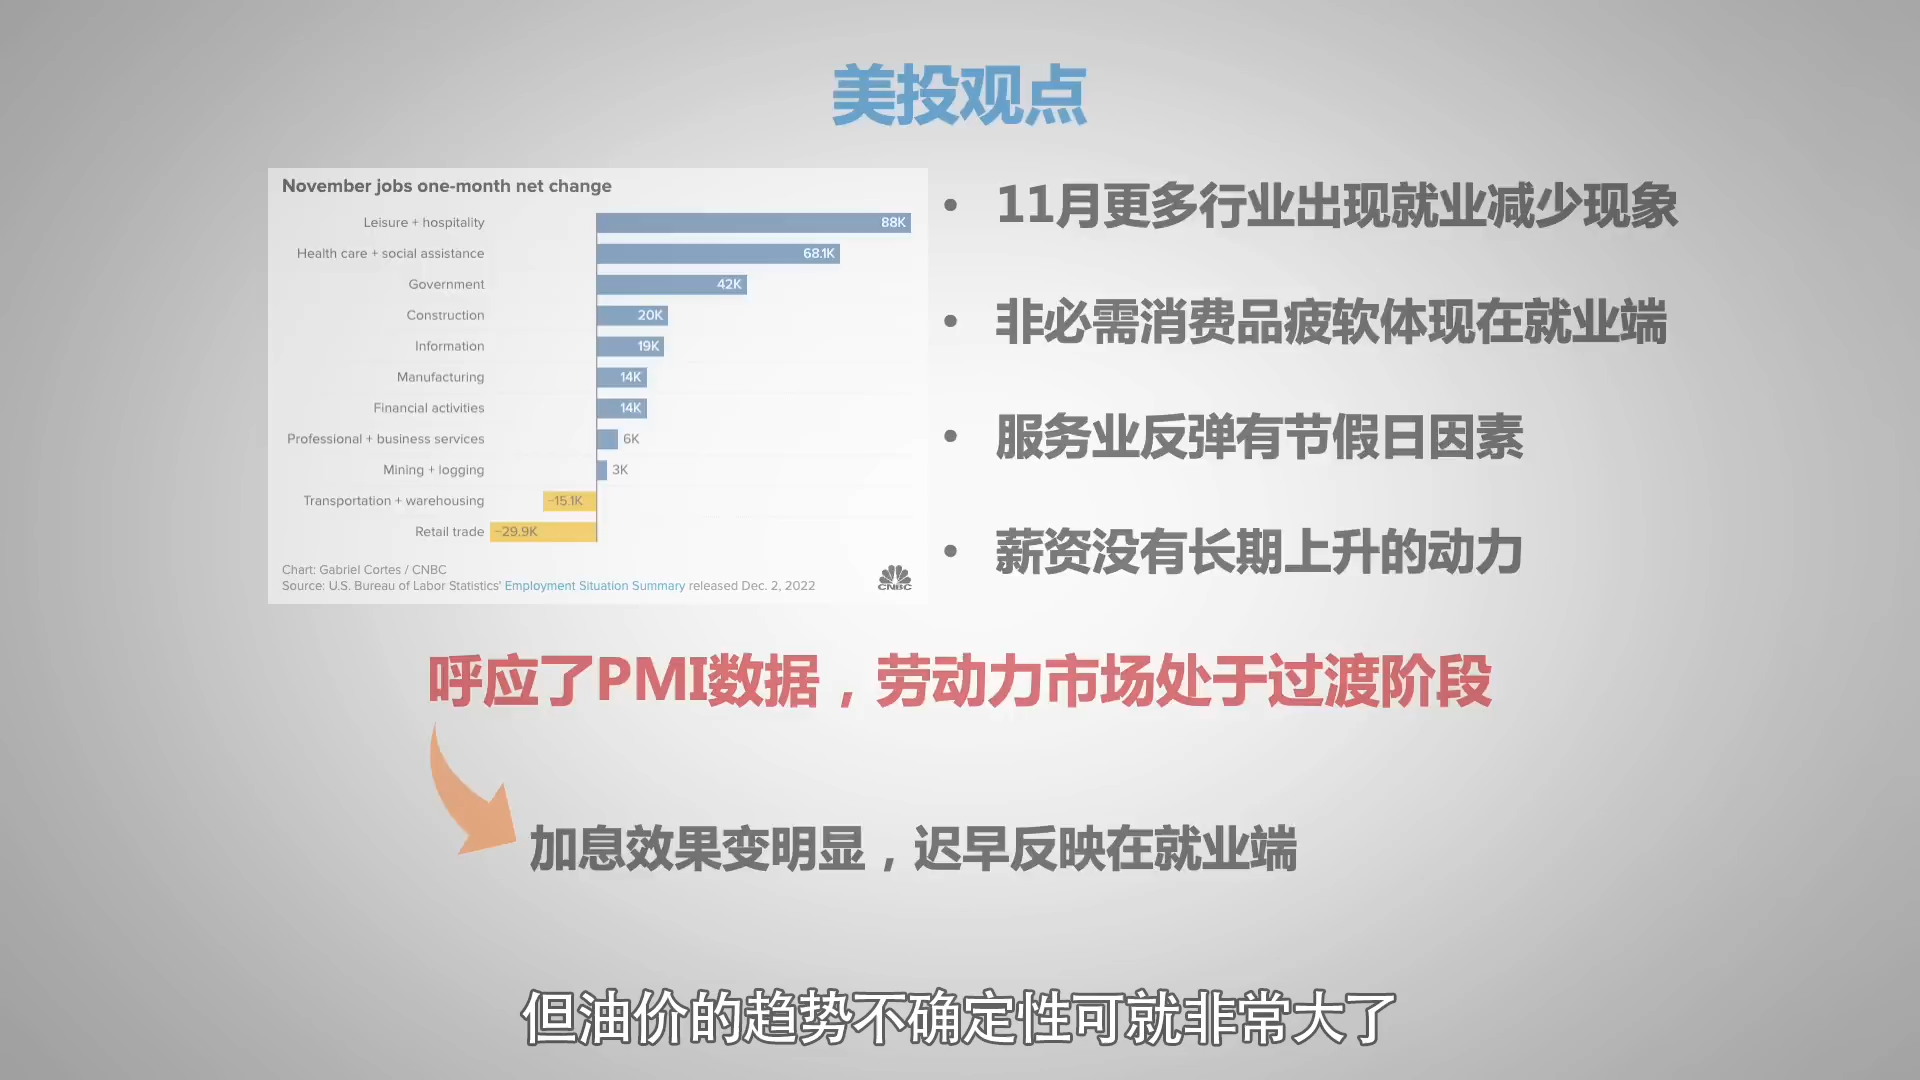 美投观点
November jobs one-month net change
Leisure + hospitality 88K
Health care + social assistance 68.1K
Government 42K
Construction 20K
Information 19K
Manufacturing 14K
Financial activities 14K
Professional + business services 6K
Mining + logging 3K
Transportation + warehousing −15.1K
Retail trade −29.9K
Chart: Gabriel Cortes / CNBC
Source: U.S. Bureau of Labor Statistics' Employment Situation Summary released Dec. 2, 2022
CNBC
• 11月更多行业出现就业减少现象
• 非必需消费品疲软体现在就业端
• 服务业反弹有节假日因素
• 薪资没有长期上升的动力
呼应了PMI数据，劳动力市场处于过渡阶段
加息效果变明显，迟早反映在就业端
但油价的趋势不确定性可就非常大了